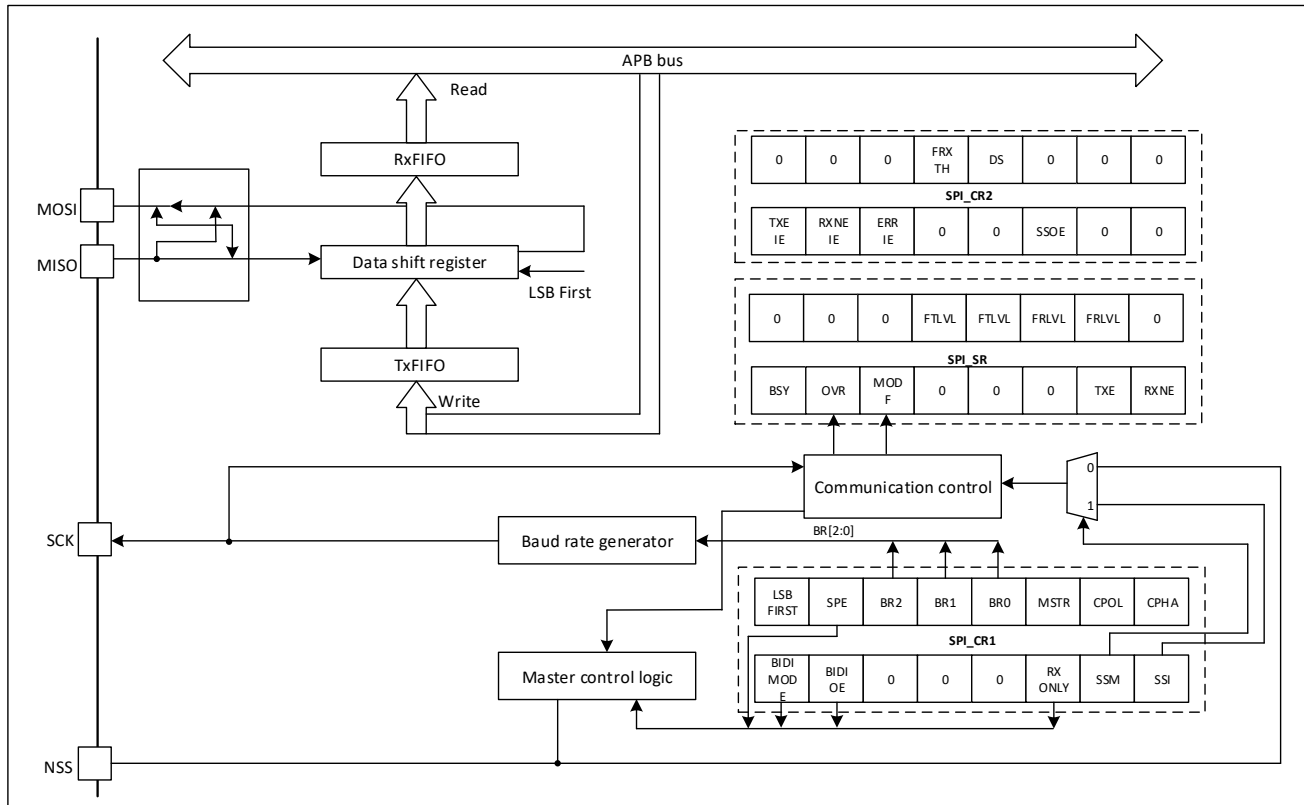 APB bus
Read
RxFIFO
0 0 0 FRX TH DS 0 0 0
SPI_CR2
TXE IE RXNE IE ERR IE 0 0 SSOE 0 0
MOSI
MISO
Data shift register
LSB First
0 0 0 FTLVL FTLVL FRLVL FRLVL 0
SPI_SR
BSY OVR MOD F 0 0 0 TXE RXNE
TxFIFO
Write
Communication control
0
1
SCK
Baud rate generator
BR[2:0]
LSB FIRST SPE BR2 BR1 BR0 MSTR CPOL CPHA
SPI_CR1
BIDI MOD E BIDI OE 0 0 0 RX ONLY SSM SSI
Master control logic
NSS